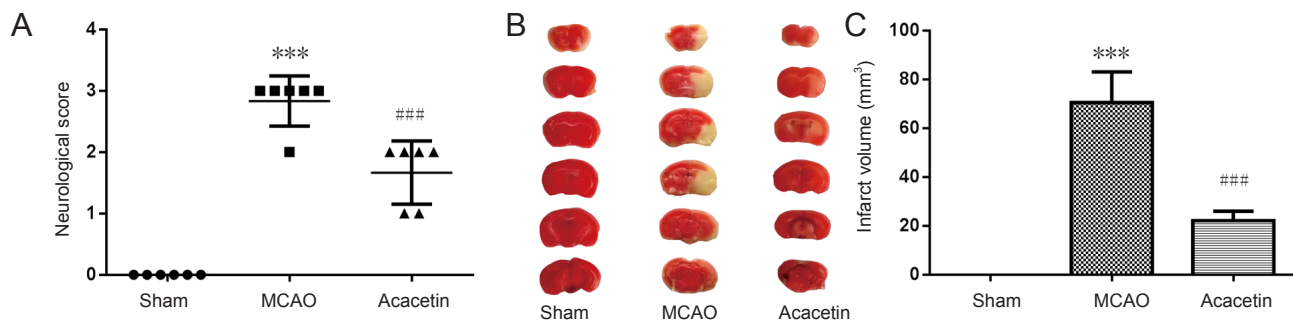 A
Neurological score
4
3
2
1
0
***
###
Sham MCAO Acacetin
B
Sham MCAO Acacetin
C
Infarct volume (mm³)
100
80
60
40
20
0
***
###
Sham MCAO Acacetin